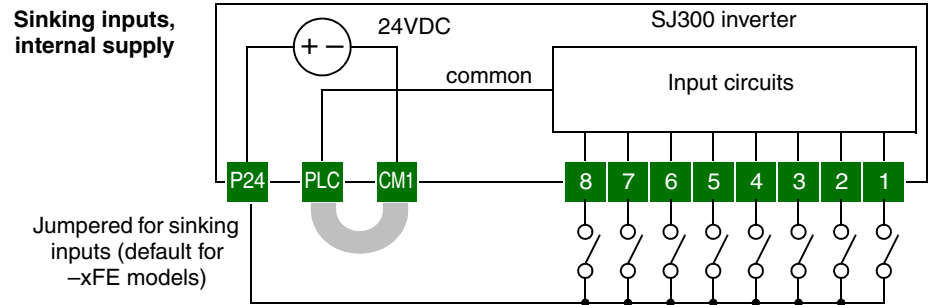 Sinking inputs,
internal supply
24VDC
SJ300 inverter
+ −
common
Input circuits
P24
PLC
CM1
8 7 6 5 4 3 2 1
Jumpered for sinking
inputs (default for
–xFE models)